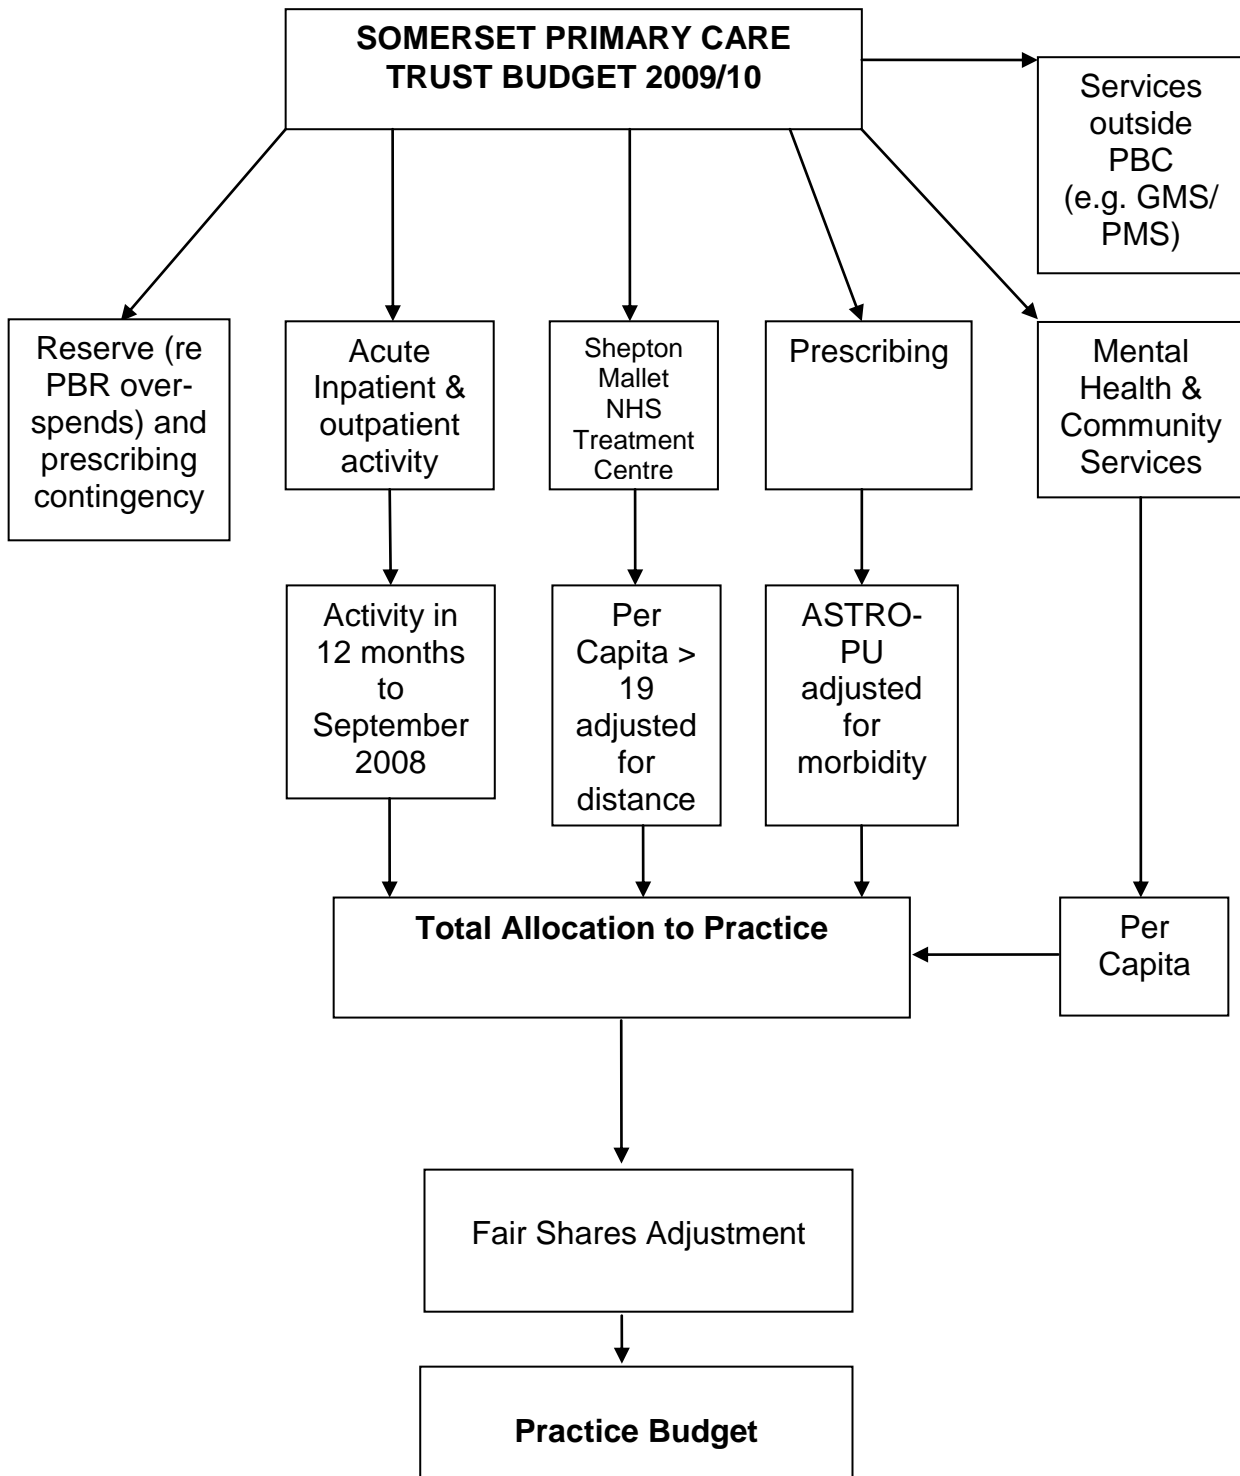 SOMERSET PRIMARY CARE
TRUST BUDGET 2009/10
Services
outside
PBC
(e.g. GMS/
PMS)
Reserve (re
PBR over-
spends) and
prescribing
contingency
Acute
Inpatient &
outpatient
activity
Shepton
Mallet
NHS
Treatment
Centre
Prescribing
Mental
Health &
Community
Services
Activity in
12 months
to
September
2008
Per
Capita >
19
adjusted
for
distance
ASTRO-
PU
adjusted
for
morbidity
Total Allocation to Practice
Per
Capita
Fair Shares Adjustment
Practice Budget